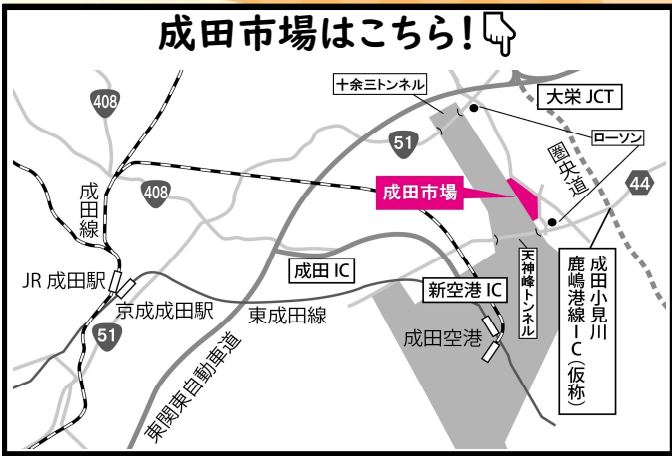 成田市場はこちら！
十余三トンネル
大栄 JCT
408
51
ローソン
圏央道
成田線
408
成田市場
44
JR 成田駅
成田 IC
新空港 IC
天神峰トンネル
成田小見川
鹿嶋港線IC(仮称)
京成成田駅
東成田線
成田空港
51
東関東自動車道